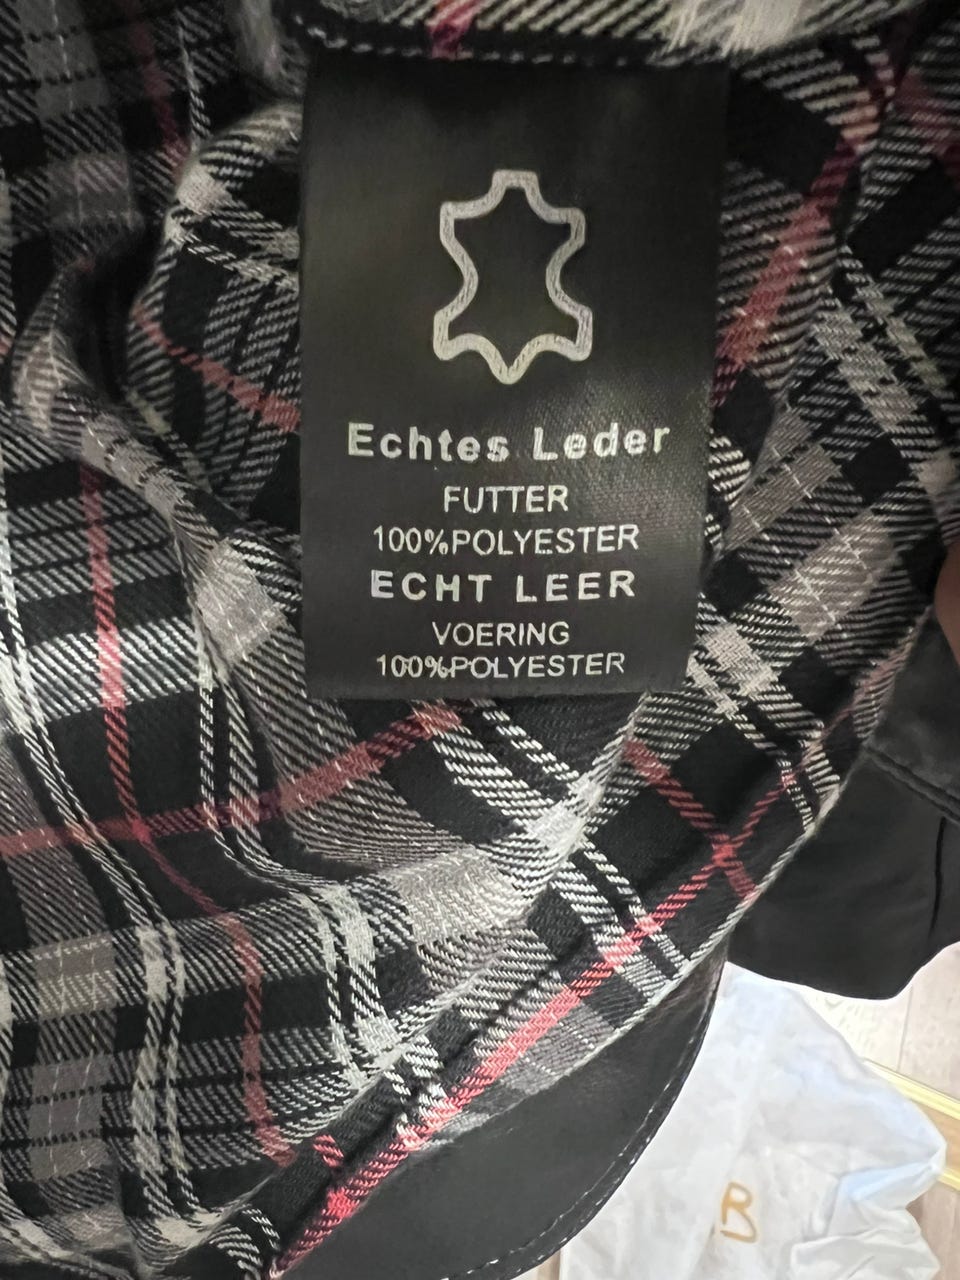 Echtes Leder
FUTTER
100%POLYESTER
ECHT LEER
VOERING
100%POLYESTER
B